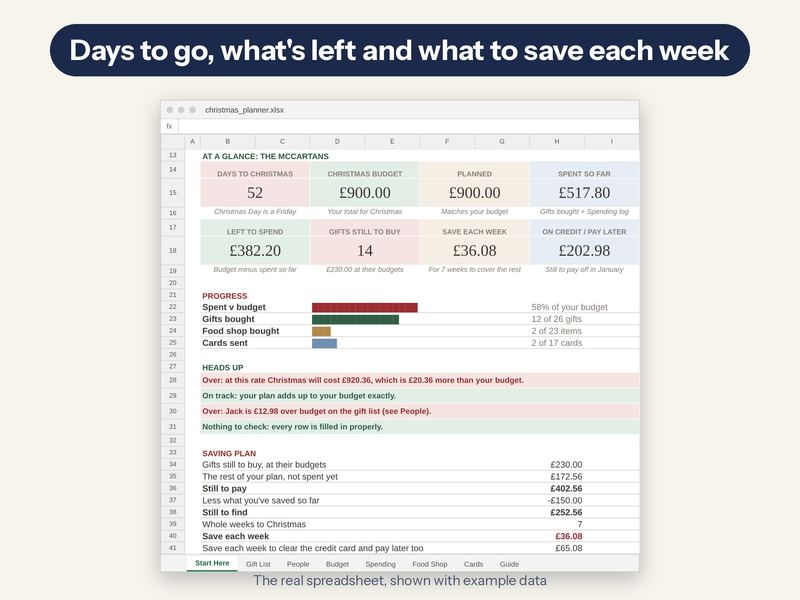 Days to go, what's left and what to save each week
christmas_planner.xlsx
fx
A B C D E F G H I
13 AT A GLANCE: THE MCCARTANS
14 DAYS TO CHRISTMAS CHRISTMAS BUDGET PLANNED SPENT SO FAR
15 52 £900.00 £900.00 £517.80
16 Christmas Day is a Friday Your total for Christmas Matches your budget Gifts bought + Spending log
17 LEFT TO SPEND GIFTS STILL TO BUY SAVE EACH WEEK ON CREDIT / PAY LATER
18 £382.20 14 £36.08 £202.98
19 Budget minus spent so far £230.00 at their budgets For 7 weeks to cover the rest Still to pay off in January
20
21 PROGRESS
22 Spent v budget 58% of your budget
23 Gifts bought 12 of 26 gifts
24 Food shop bought 2 of 23 items
25 Cards sent 2 of 17 cards
26
27 HEADS UP
28 Over: at this rate Christmas will cost £920.36, which is £20.36 more than your budget.
29 On track: your plan adds up to your budget exactly.
30 Over: Jack is £12.98 over budget on the gift list (see People).
31 Nothing to check: every row is filled in properly.
32
33 SAVING PLAN
34 Gifts still to buy, at their budgets £230.00
35 The rest of your plan, not spent yet £172.56
36 Still to pay £402.56
37 Less what you've saved so far -£150.00
38 Still to find £252.56
39 Whole weeks to Christmas 7
40 Save each week £36.08
41 Save each week to clear the credit card and pay later too £65.08
Start Here Gift List People Budget Spending Food Shop Cards Guide
The real spreadsheet, shown with example data